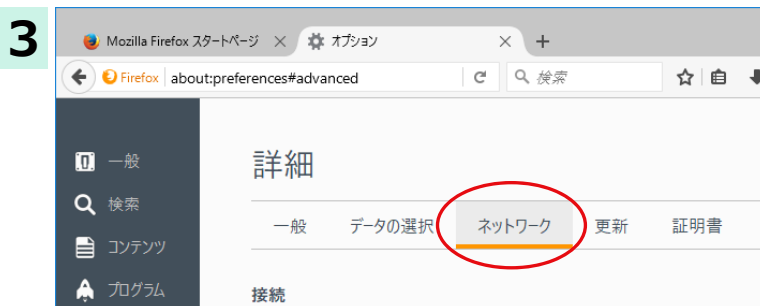 3
Mozilla Firefox スタートページ
オプション
Firefox about:preferences#advanced
検索
一般
検索
コンテンツ
プログラム
詳細
一般 データの選択 ネットワーク 更新 証明書
接続